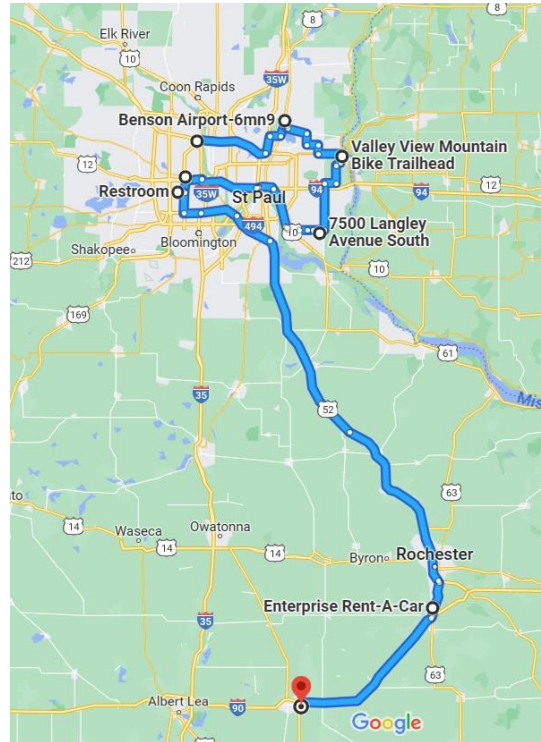 Elk River
10
8
35W
Coon Rapids
Benson Airport-6mn9
12
Valley View Mountain
Bike Trailhead
Restroom
35W
St Paul
94
94
12
7500 Langley
Avenue South
10
494
Bloomington
Shakopee
212
10
169
61
35
52
Mis
63
to
Waseca
Owatonna
14
14
14
Byron
Rochester
Enterprise Rent-A-Car
35
63
Albert Lea
90
Google